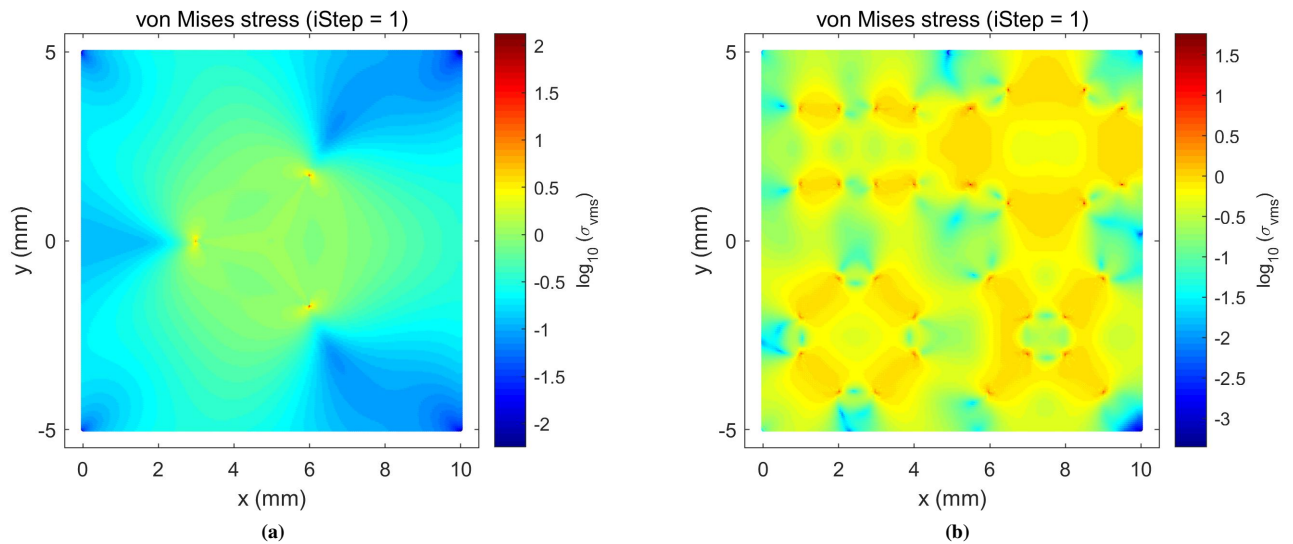 von Mises stress (iStep = 1)
5
0
-5
y (mm)
0 2 4 6 8 10
x (mm)
2
1.5
1
0.5
0
-0.5
-1
-1.5
-2
log10 (σvms)
(a)
von Mises stress (iStep = 1)
5
0
-5
y (mm)
0 2 4 6 8 10
x (mm)
1.5
1
0.5
0
-0.5
-1
-1.5
-2
-2.5
-3
log10 (σvms)
(b)